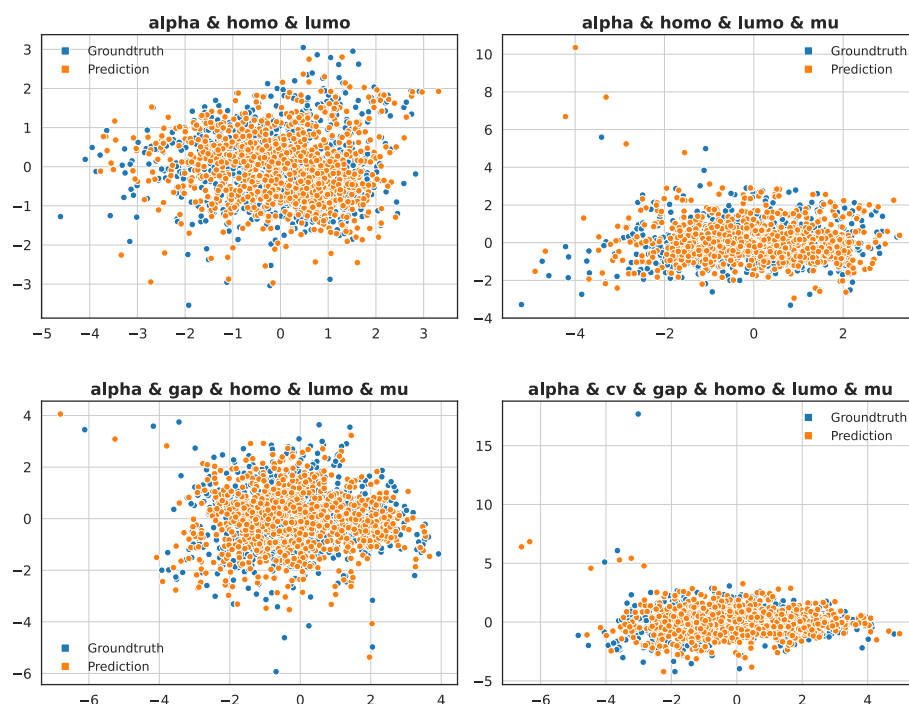 alpha & homo & lumo
3
2
1
0
−1
−2
−3
−5 −4 −3 −2 −1 0 1 2 3
Groundtruth
Prediction
alpha & homo & lumo & mu
10
8
6
4
2
0
−2
−4
−4 −2 0 2
Groundtruth
Prediction
alpha & gap & homo & lumo & mu
4
2
0
−2
−4
−6
−6 −4 −2 0 2 4
Groundtruth
Prediction
alpha & cv & gap & homo & lumo & mu
15
10
5
0
−5
−6 −4 −2 0 2 4
Groundtruth
Prediction